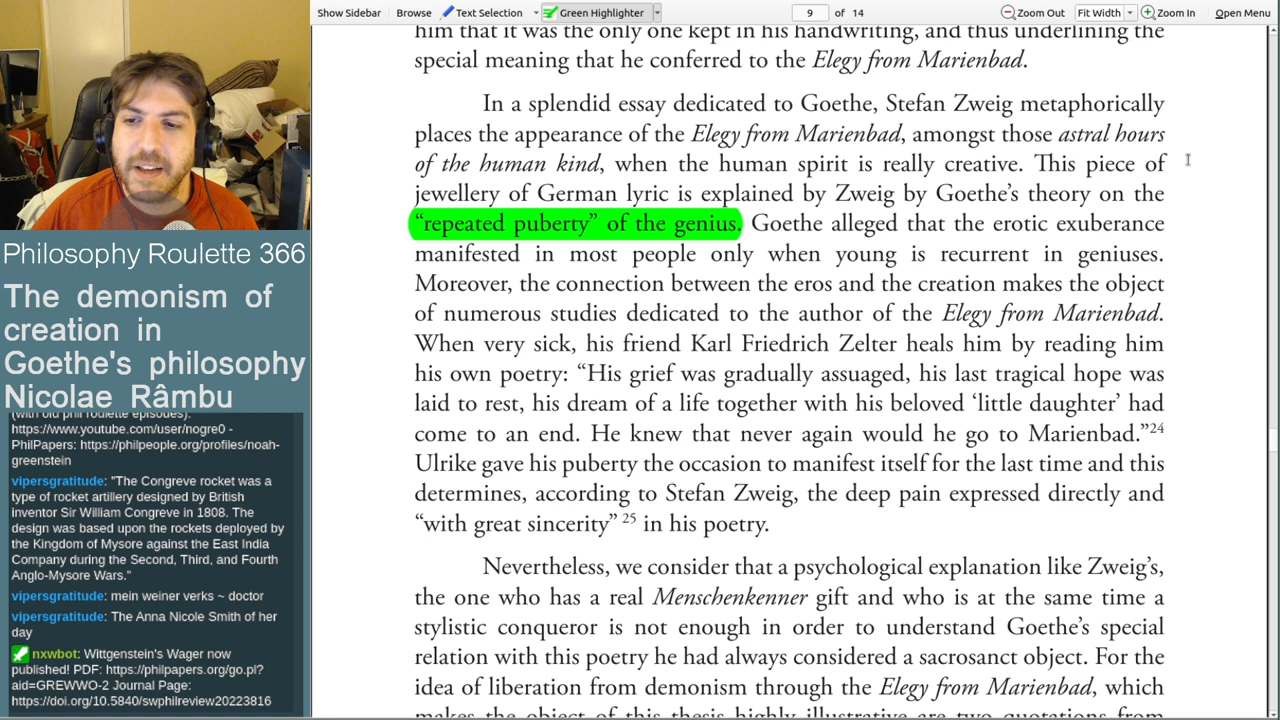 Show Sidebar Browse Text Selection Green Highlighter 9 of 14 Zoom Out Fit Width Zoom In Open Menu
him that it was the only one kept in his handwriting, and thus underlining the
special meaning that he conferred to the Elegy from Marienbad.
In a splendid essay dedicated to Goethe, Stefan Zweig metaphorically
places the appearance of the Elegy from Marienbad, amongst those astral hours
of the human kind, when the human spirit is really creative. This piece of
jewellery of German lyric is explained by Zweig by Goethe's theory on the
“repeated puberty” of the genius. Goethe alleged that the erotic exuberance
manifested in most people only when young is recurrent in geniuses.
Moreover, the connection between the eros and the creation makes the object
of numerous studies dedicated to the author of the Elegy from Marienbad.
When very sick, his friend Karl Friedrich Zelter heals him by reading him
his own poetry: “His grief was gradually assuaged, his last tragical hope was
laid to rest, his dream of a life together with his beloved ‘little daughter’ had
come to an end. He knew that never again would he go to Marienbad.”24
Ulrike gave his puberty the occasion to manifest itself for the last time and this
determines, according to Stefan Zweig, the deep pain expressed directly and
“with great sincerity” 25 in his poetry.
Nevertheless, we consider that a psychological explanation like Zweig's,
the one who has a real Menschenkenner gift and who is at the same time a
stylistic conqueror is not enough in order to understand Goethe's special
relation with this poetry he had always considered a sacrosanct object. For the
idea of liberation from demonism through the Elegy from Marienbad, which
makes the object of this thesis highly illustrative are two quotations from
Philosophy Roulette 366
The demonism of
creation in
Goethe's philosophy
Nicolae Râmbu
(with old phil roulette episodes):
https://www.youtube.com/user/nogre0 -
PhilPapers: https://philpeople.org/profiles/noah-
greenstein
vipersgratitude: "The Congreve rocket was a
type of rocket artillery designed by British
inventor Sir William Congreve in 1808. The
design was based upon the rockets deployed by
the Kingdom of Mysore against the East India
Company during the Second, Third, and Fourth
Anglo-Mysore Wars."
vipersgratitude: mein weiner verks ~ doctor
vipersgratitude: The Anna Nicole Smith of her
day
nxwbot: Wittgenstein's Wager now
published! PDF: https://philpapers.org/go.pl?
aid=GREWWO-2 Journal Page:
https://doi.org/10.5840/swphilreview20223816